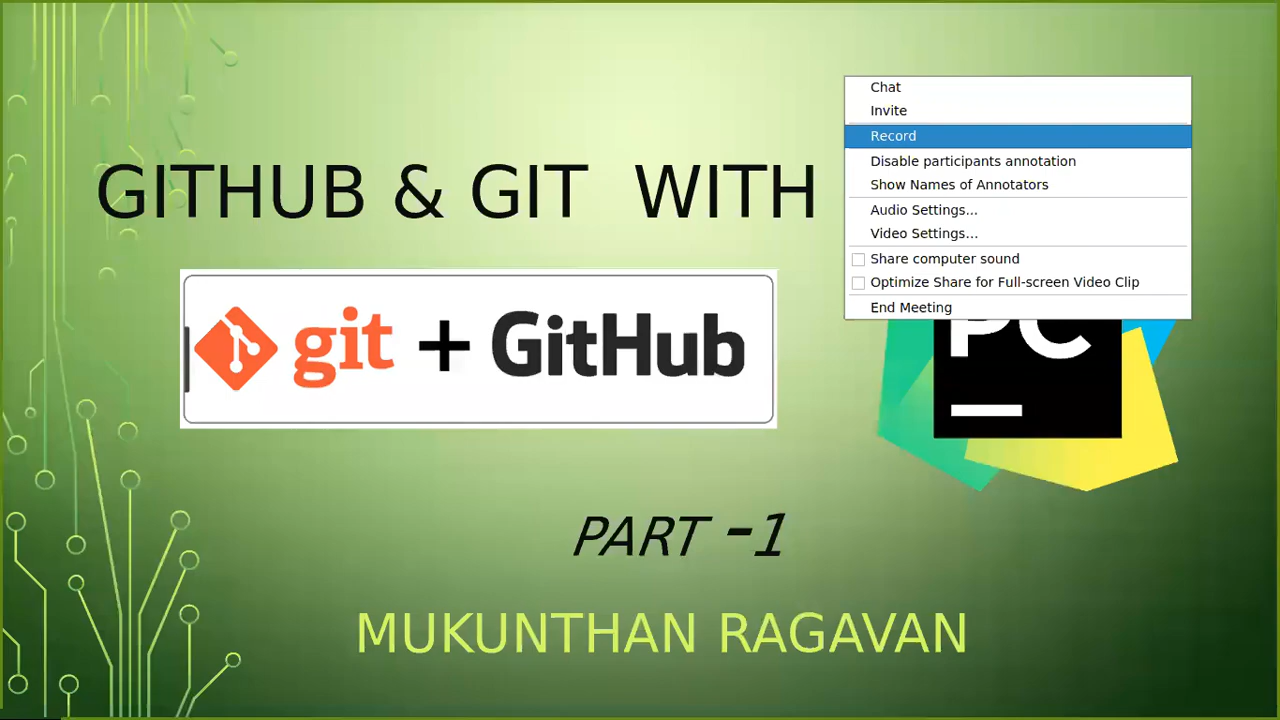 GITHUB & GIT WITH
git + GitHub
Chat
Invite
Record
Disable participants annotation
Show Names of Annotators
Audio Settings...
Video Settings...
Share computer sound
Optimize Share for Full-screen Video Clip
End Meeting
PC
PART -1
MUKUNTHAN RAGAVAN